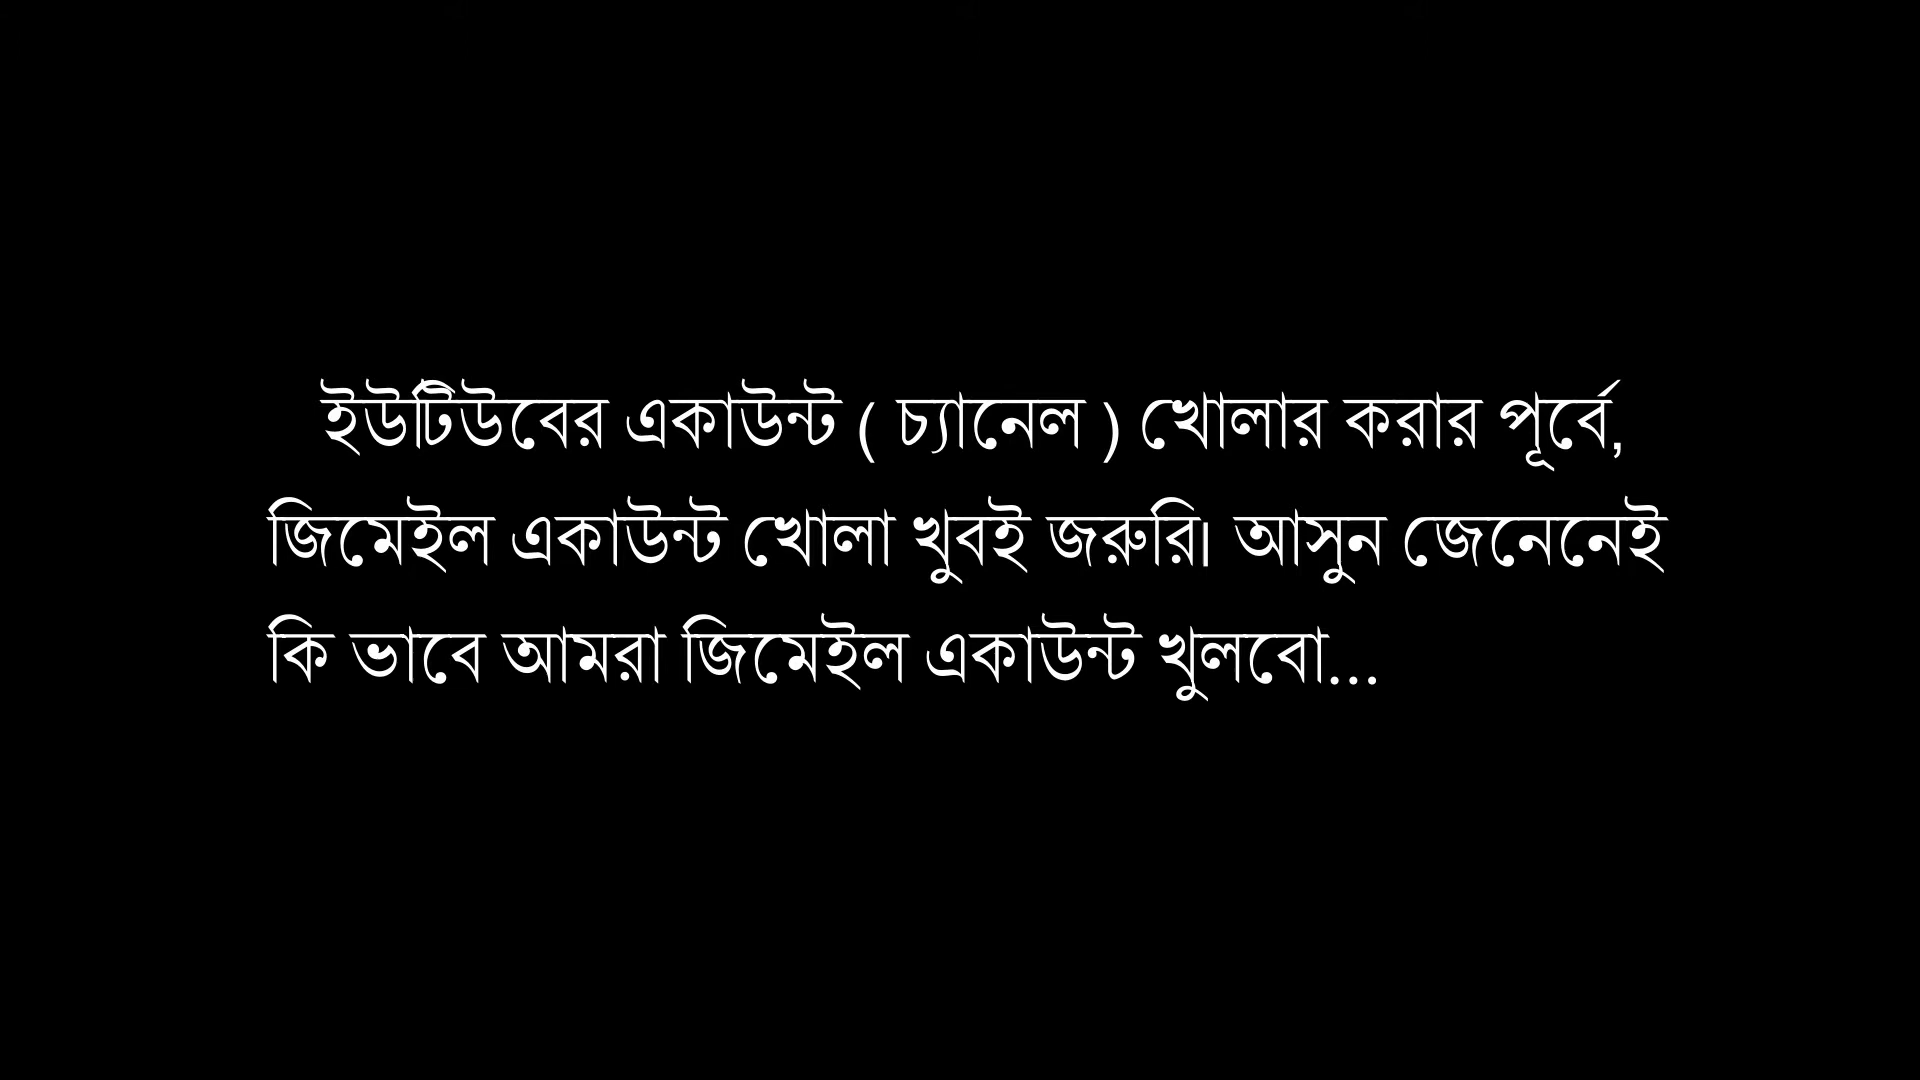 ইউটিউবের একাউন্ট ( চ্যানেল ) খোলার করার পূর্বে,
জিমেইল একাউন্ট খোলা খুবই জরুরি। আসুন জেনেনেই
কি ভাবে আমরা জিমেইল একাউন্ট খুলবো...